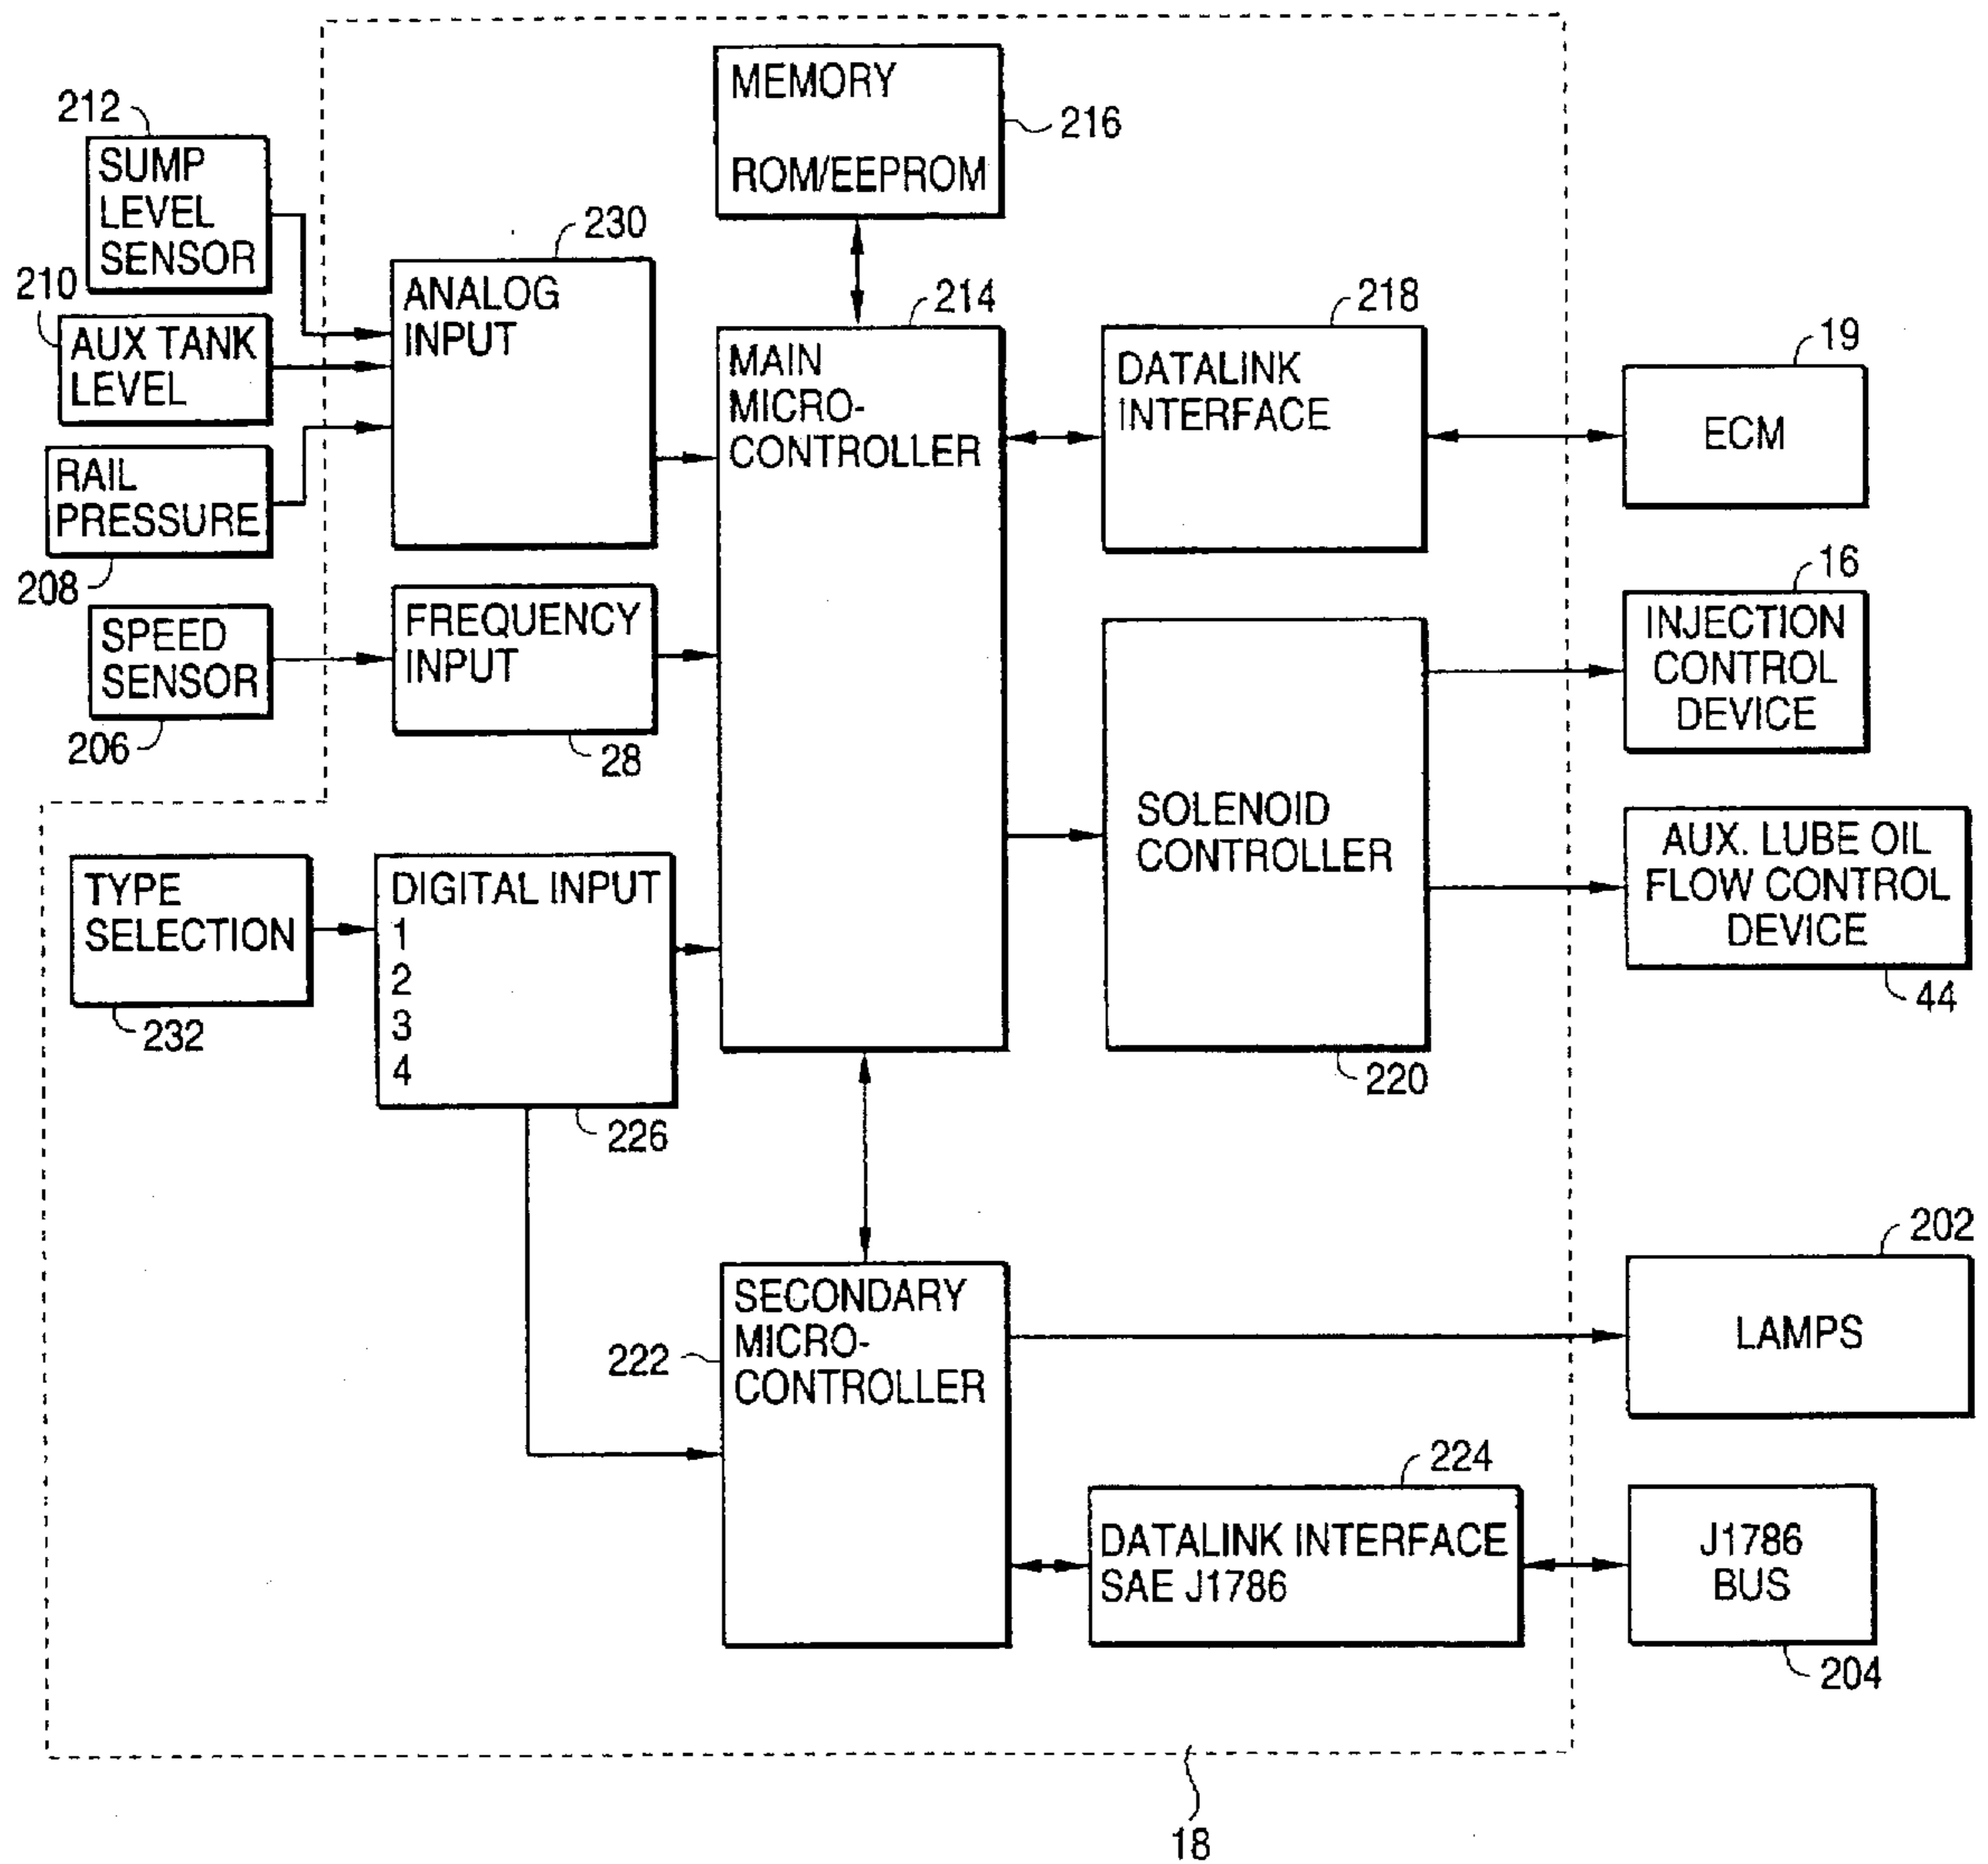 MEMORY
ROM/EEPROM
216
212
SUMP
LEVEL
SENSOR
210
AUX TANK
LEVEL
RAIL
PRESSURE
208
SPEED
SENSOR
206
230
ANALOG
INPUT
FREQUENCY
INPUT
28
214
MAIN
MICRO-
CONTROLLER
218
DATALINK
INTERFACE
19
ECM
16
INJECTION
CONTROL
DEVICE
SOLENOID
CONTROLLER
220
AUX. LUBE OIL
FLOW CONTROL
DEVICE
44
TYPE
SELECTION
232
DIGITAL INPUT
1
2
3
4
226
222
SECONDARY
MICRO-
CONTROLLER
202
LAMPS
224
DATALINK INTERFACE
SAE J1786
J1786
BUS
204
18